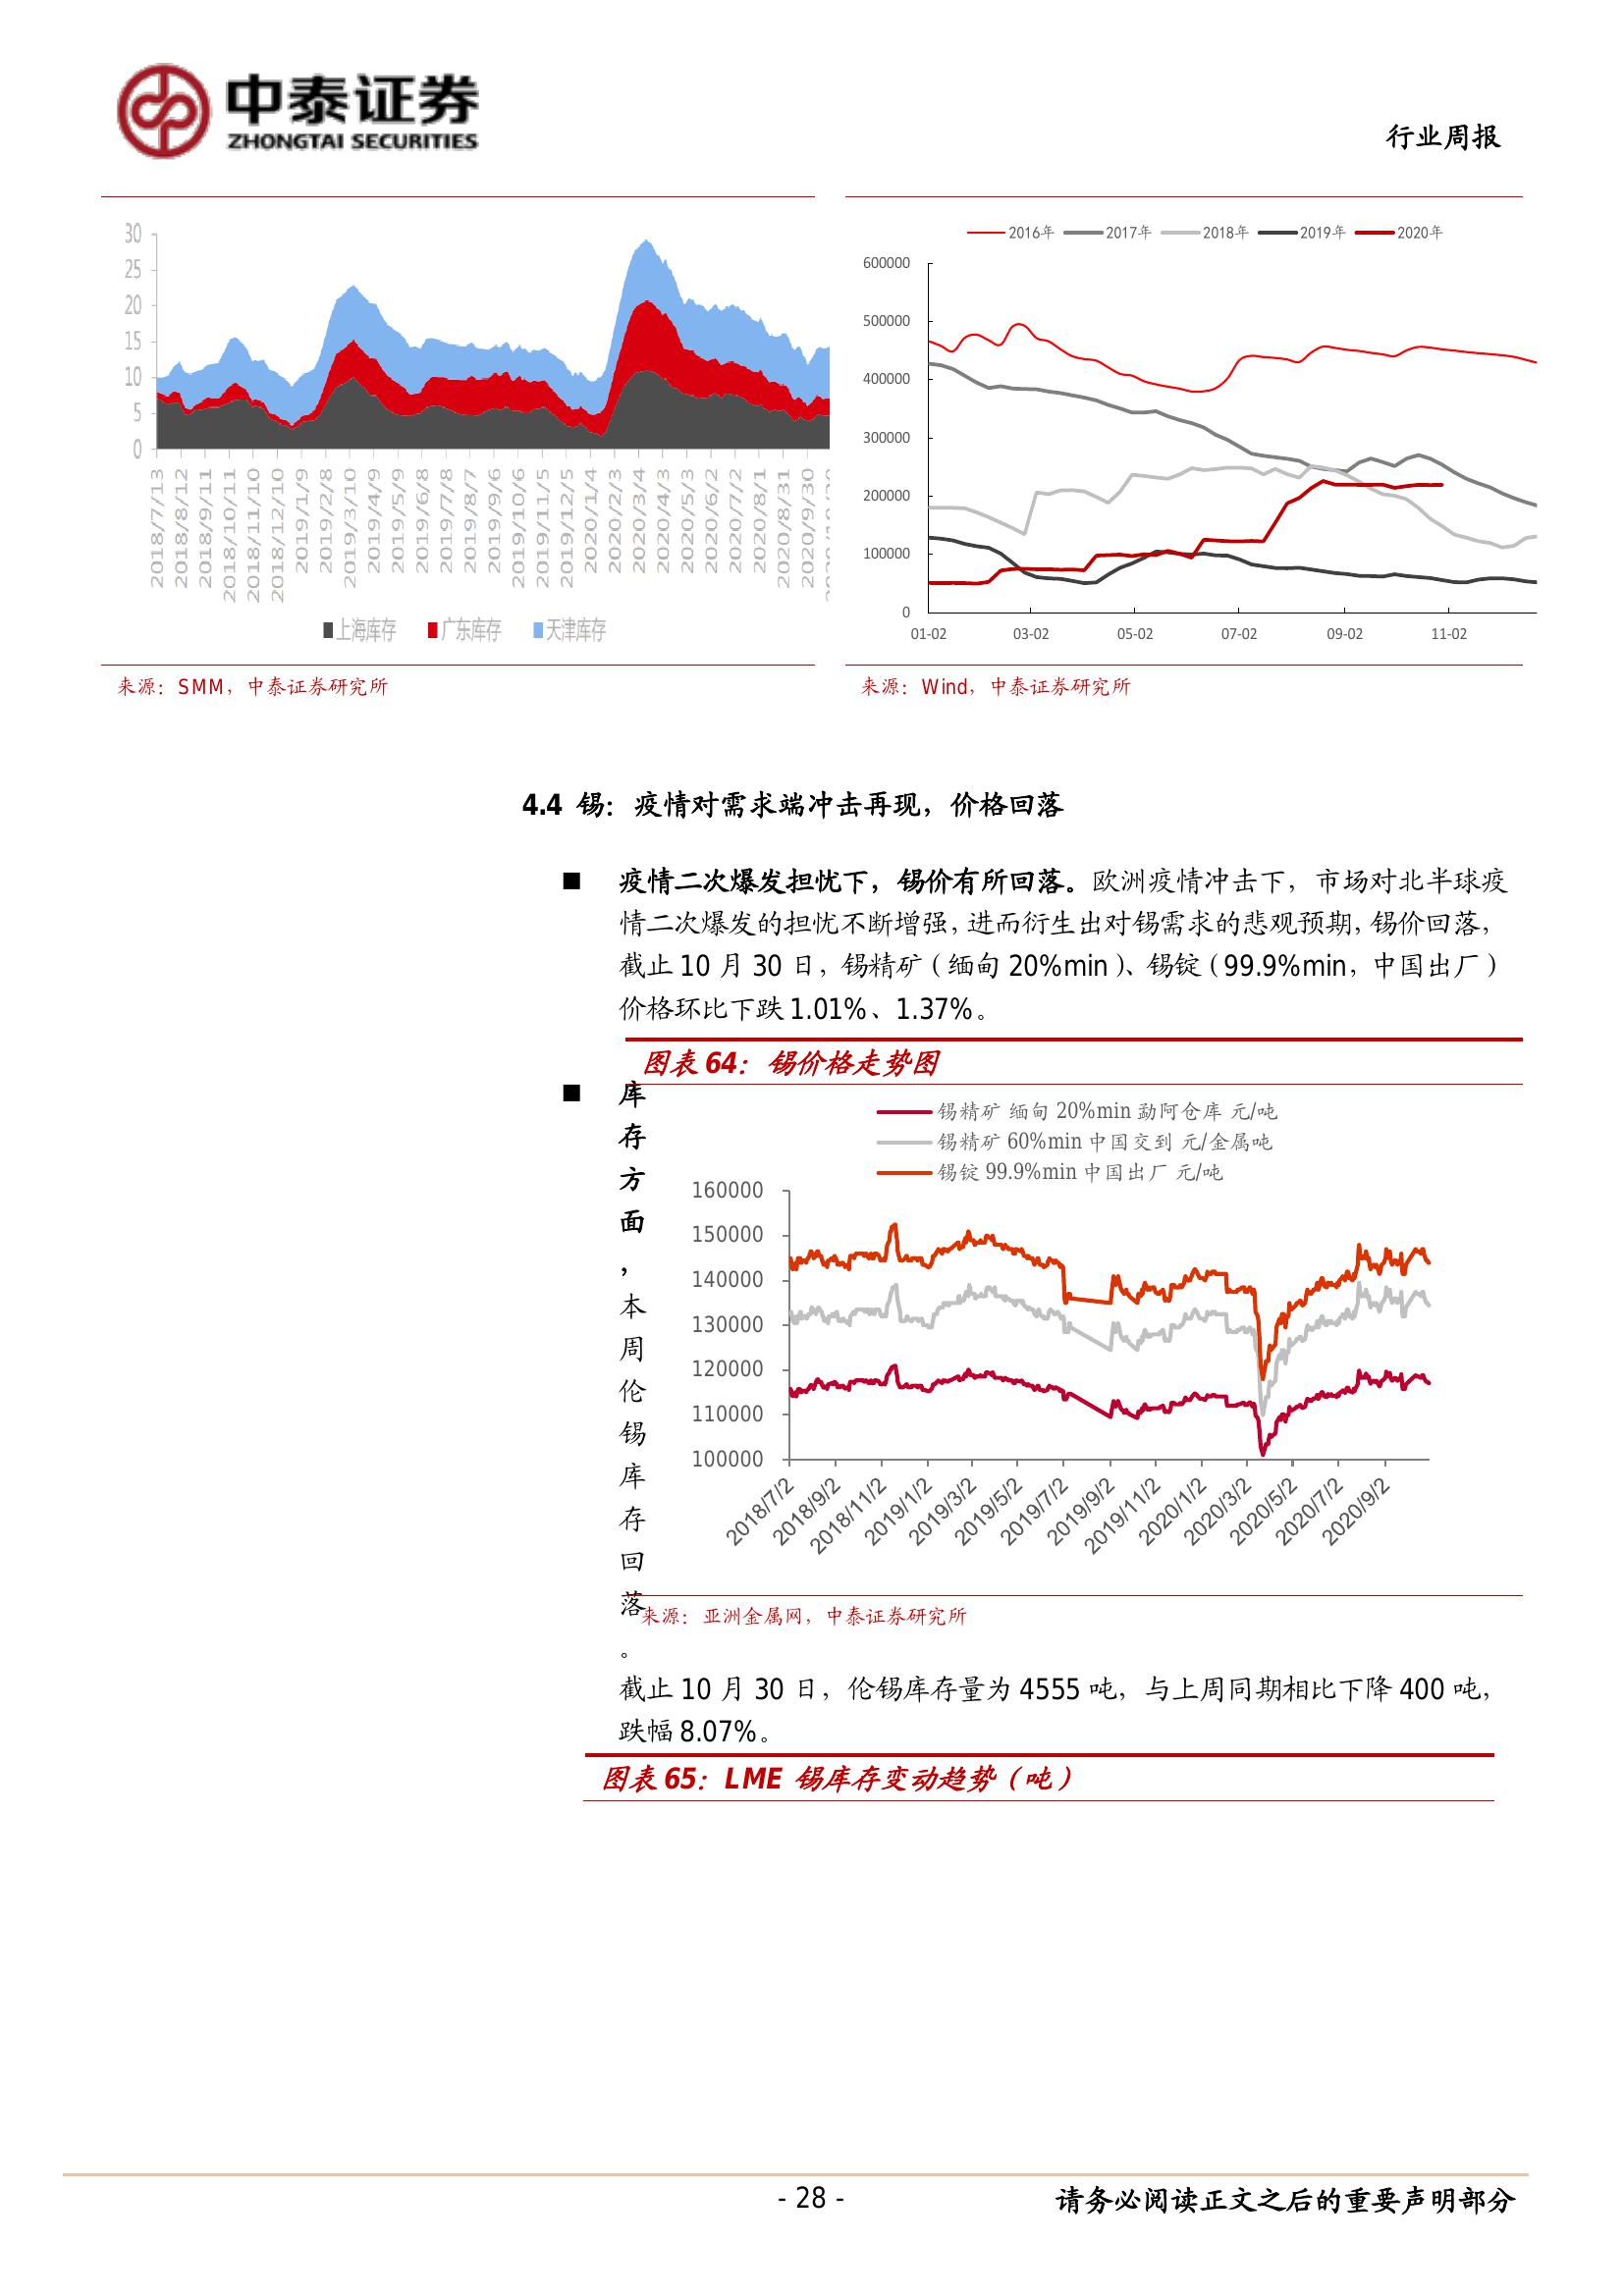 中泰证券
ZHONGTAI SECURITIES
行业周报
30
25
20
15
10
5
0
2018/7/13
2018/8/12
2018/9/11
2018/10/11
2018/11/10
2018/12/10
2019/1/9
2019/2/8
2019/3/10
2019/4/9
2019/5/9
2019/6/8
2019/7/8
2019/8/7
2019/9/6
2019/10/6
2019/11/5
2019/12/5
2020/1/4
2020/2/3
2020/3/4
2020/4/3
2020/5/3
2020/6/2
2020/7/2
2020/8/1
2020/8/31
2020/9/30
上海库存 广东库存 天津库存
来源：SMM，中泰证券研究所
2016年 2017年 2018年 2019年 2020年
600000
500000
400000
300000
200000
100000
0
01-02 03-02 05-02 07-02 09-02 11-02
来源：Wind，中泰证券研究所
4.4 锡：疫情对需求端冲击再现，价格回落
■ 疫情二次爆发担忧下，锡价有所回落。欧洲疫情冲击下，市场对北半球疫
情二次爆发的担忧不断增强，进而衍生出对锡需求的悲观预期，锡价回落，
截止 10 月 30 日，锡精矿（缅甸 20%min）、锡锭（99.9%min，中国出厂）
价格环比下跌 1.01%、1.37%。
图表 64：锡价格走势图
■ 库
存
方
面
，
本
周
伦
锡
库
存
回
落
。
锡精矿 缅甸 20%min 勐阿仓库 元/吨
锡精矿 60%min 中国交到 元/金属吨
锡锭 99.9%min 中国出厂 元/吨
160000
150000
140000
130000
120000
110000
100000
2018/7/2
2018/9/2
2018/11/2
2019/1/2
2019/3/2
2019/5/2
2019/7/2
2019/9/2
2019/11/2
2020/1/2
2020/3/2
2020/5/2
2020/7/2
2020/9/2
来源：亚洲金属网，中泰证券研究所
截止 10 月 30 日，伦锡库存量为 4555 吨，与上周同期相比下降 400 吨，
跌幅 8.07%。
图表 65：LME 锡库存变动趋势（吨）
- 28 -
请务必阅读正文之后的重要声明部分